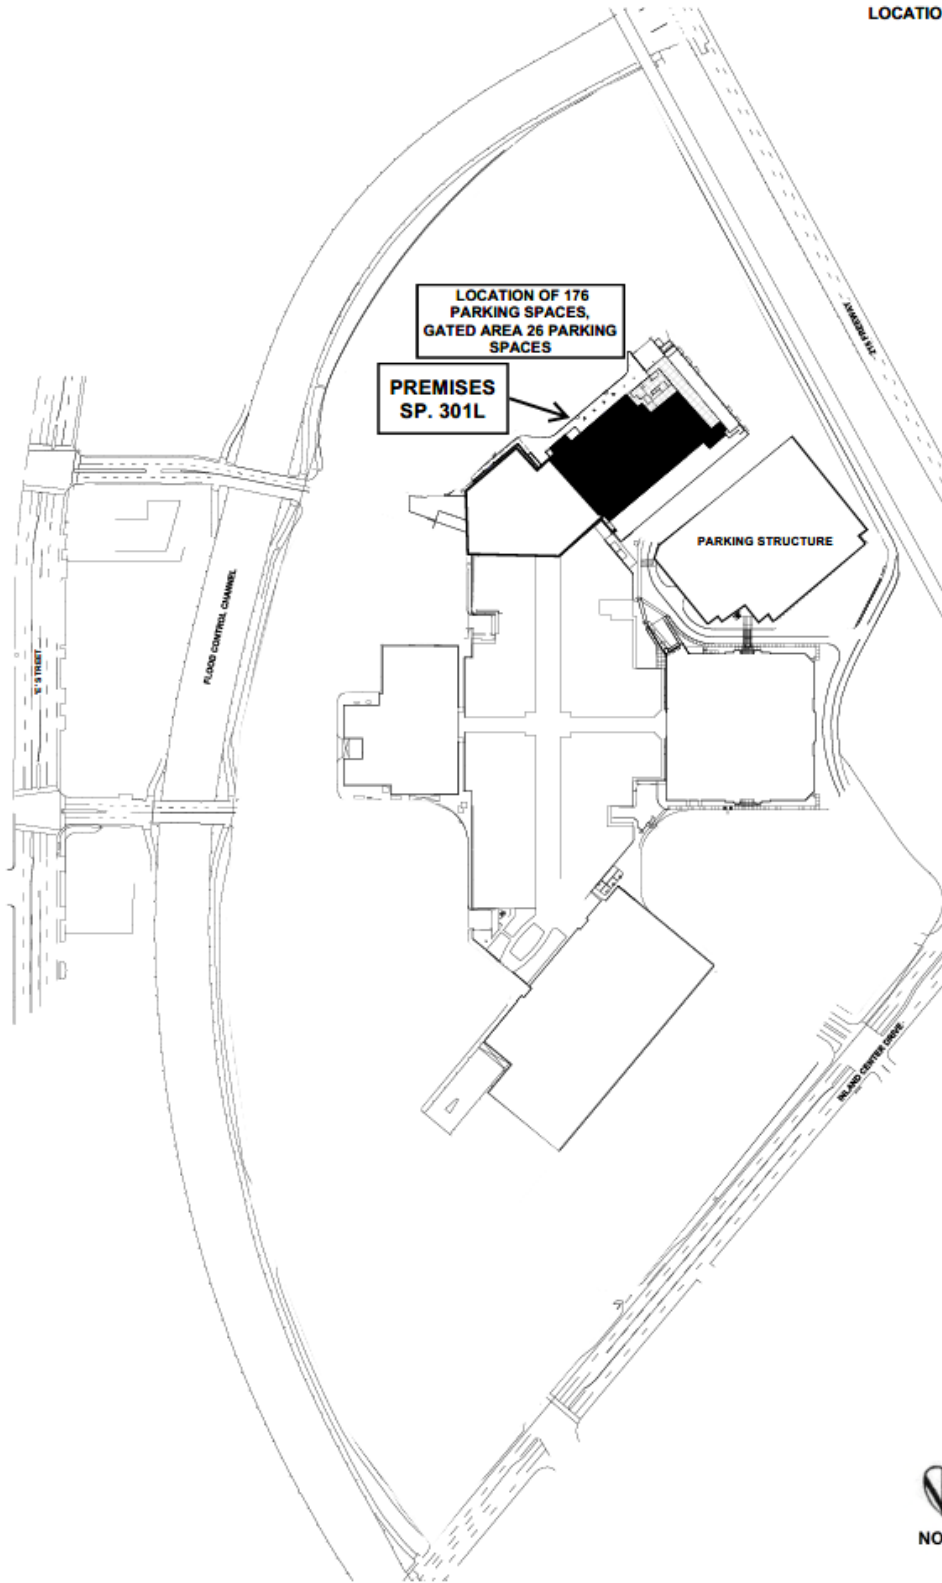 LOCATIO
LOCATION OF 176
PARKING SPACES,
GATED AREA 26 PARKING
SPACES
PREMISES
SP. 301L
215 FREEWAY
PARKING STRUCTURE
FLOOD CONTROL CHANNEL
'E' STREET
INLAND CENTER DRIVE
NO